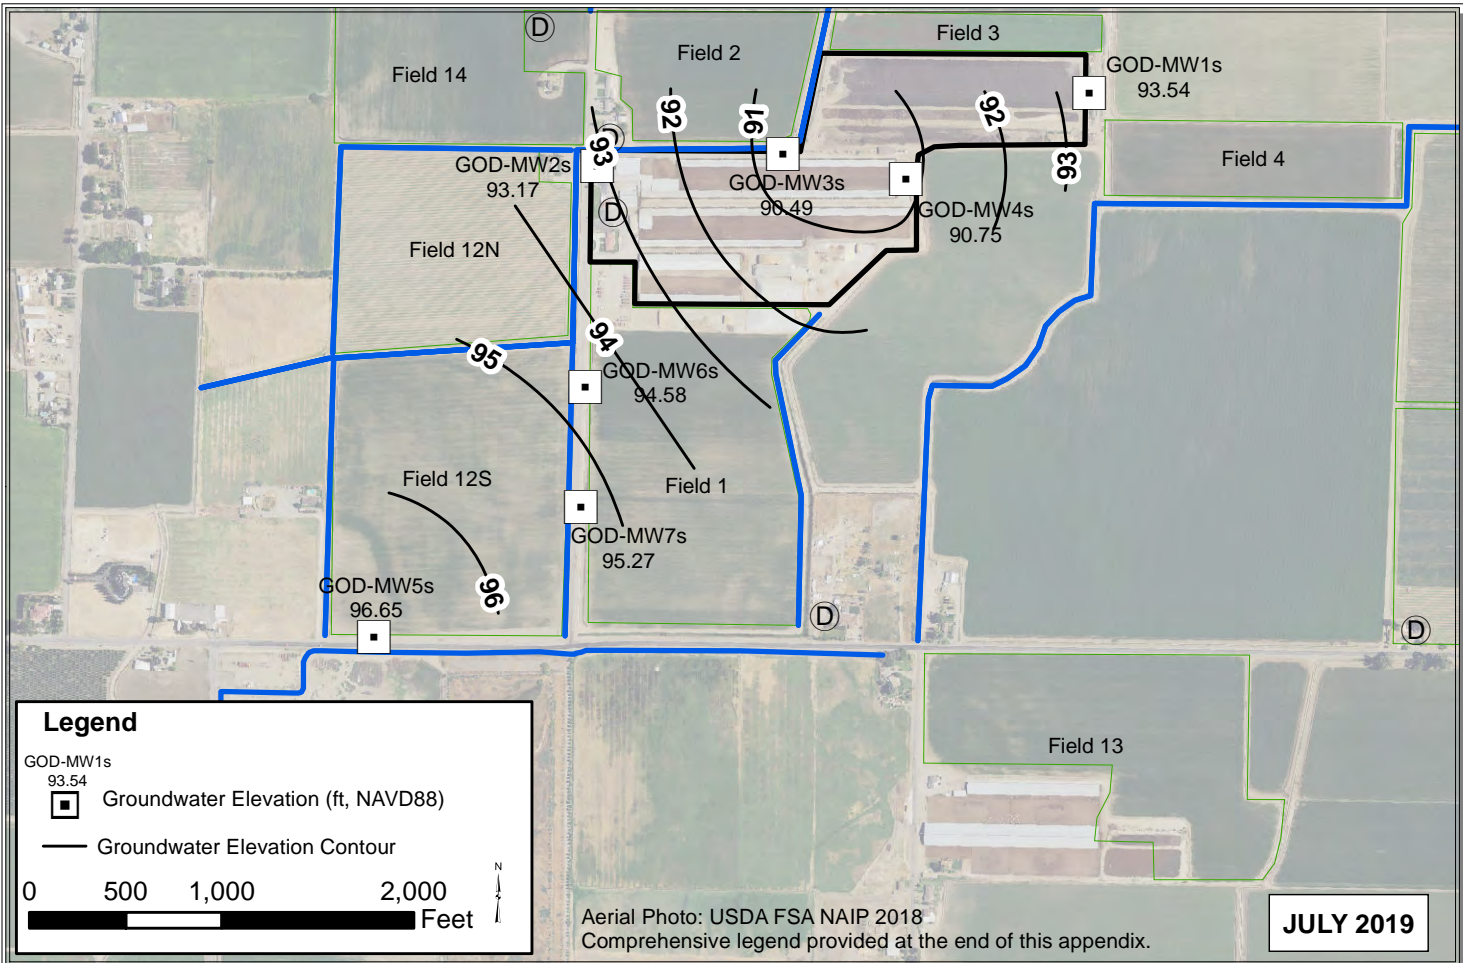 D
Field 3
Field 2
Field 14
GOD-MW1s
93.54
92
91
92
D
93
GOD-MW2s
93.17
GOD-MW3s
90.49
93
Field 4
D
GOD-MW4s
90.75
Field 12N
94
95
GOD-MW6s
94.58
Field 12S
Field 1
GOD-MW7s
95.27
GOD-MW5s
96.65
96
D
D
Field 13
Legend
GOD-MW1s
93.54
Groundwater Elevation (ft, NAVD88)
Groundwater Elevation Contour
N
0 500 1,000 2,000
Feet
Aerial Photo: USDA FSA NAIP 2018
Comprehensive legend provided at the end of this appendix.
JULY 2019